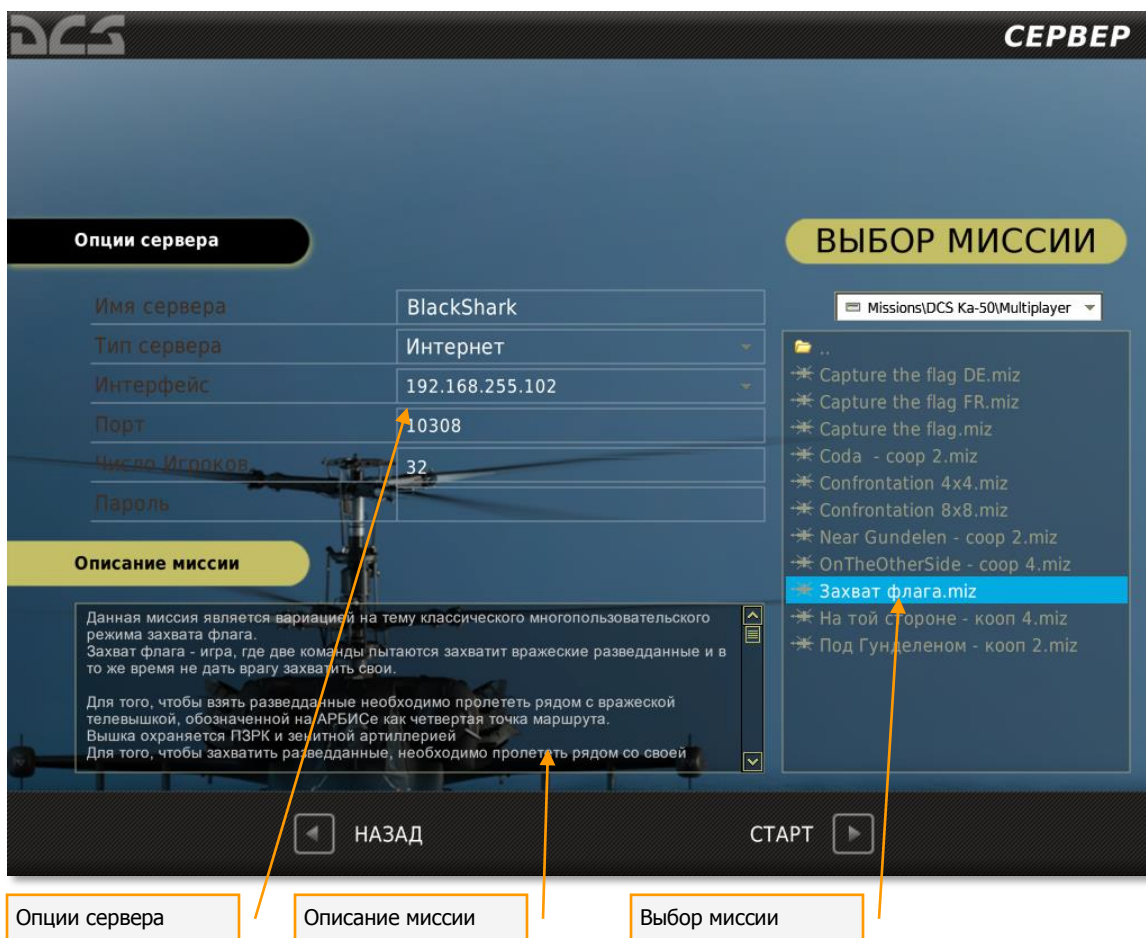 DCS
СЕРВЕР
Опции сервера
Имя сервера BlackShark
Тип сервера Интернет
Интерфейс 192.168.255.102
Порт 10308
Число Игроков 32
Пароль
Описание миссии
Данная миссия является вариацией на тему классического многопользовательского
режима захвата флага.
Захват флага - игра, где две команды пытаются захватит вражеские разведданные и в
то же время не дать врагу захватить свои.
Для того, чтобы взять разведданные необходимо пролететь рядом с вражеской
телевышкой, обозначенной на АРБИСе как четвертая точка маршрута.
Вышка охраняется ПЗРК и зенитной артиллерией
Для того, чтобы захватить разведданные, необходимо пролететь рядом со своей
ВЫБОР МИССИИ
Missions\DCS Ka-50\Multiplayer
..
Capture the flag DE.miz
Capture the flag FR.miz
Capture the flag.miz
Coda - coop 2.miz
Confrontation 4x4.miz
Confrontation 8x8.miz
Near Gundelen - coop 2.miz
OnTheOtherSide - coop 4.miz
Захват флага.miz
На той стороне - кооп 4.miz
Под Гунделеном - кооп 2.miz
НАЗАД
СТАРТ
Опции сервера
Описание миссии
Выбор миссии